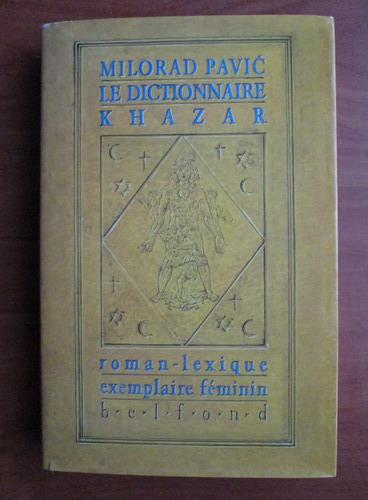 MILORAD PAVIĆ
LE DICTIONNAIRE
KHAZAR
roman-lexique
exemplaire féminin
b·e·l·f·o·n·d